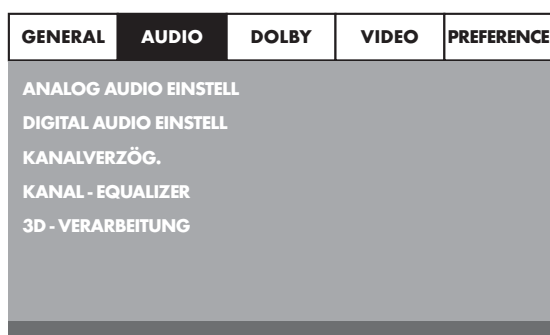 GENERAL AUDIO DOLBY VIDEO PREFERENCE
ANALOG AUDIO EINSTELL
DIGITAL AUDIO EINSTELL
KANALVERZÖG.
KANAL - EQUALIZER
3D - VERARBEITUNG